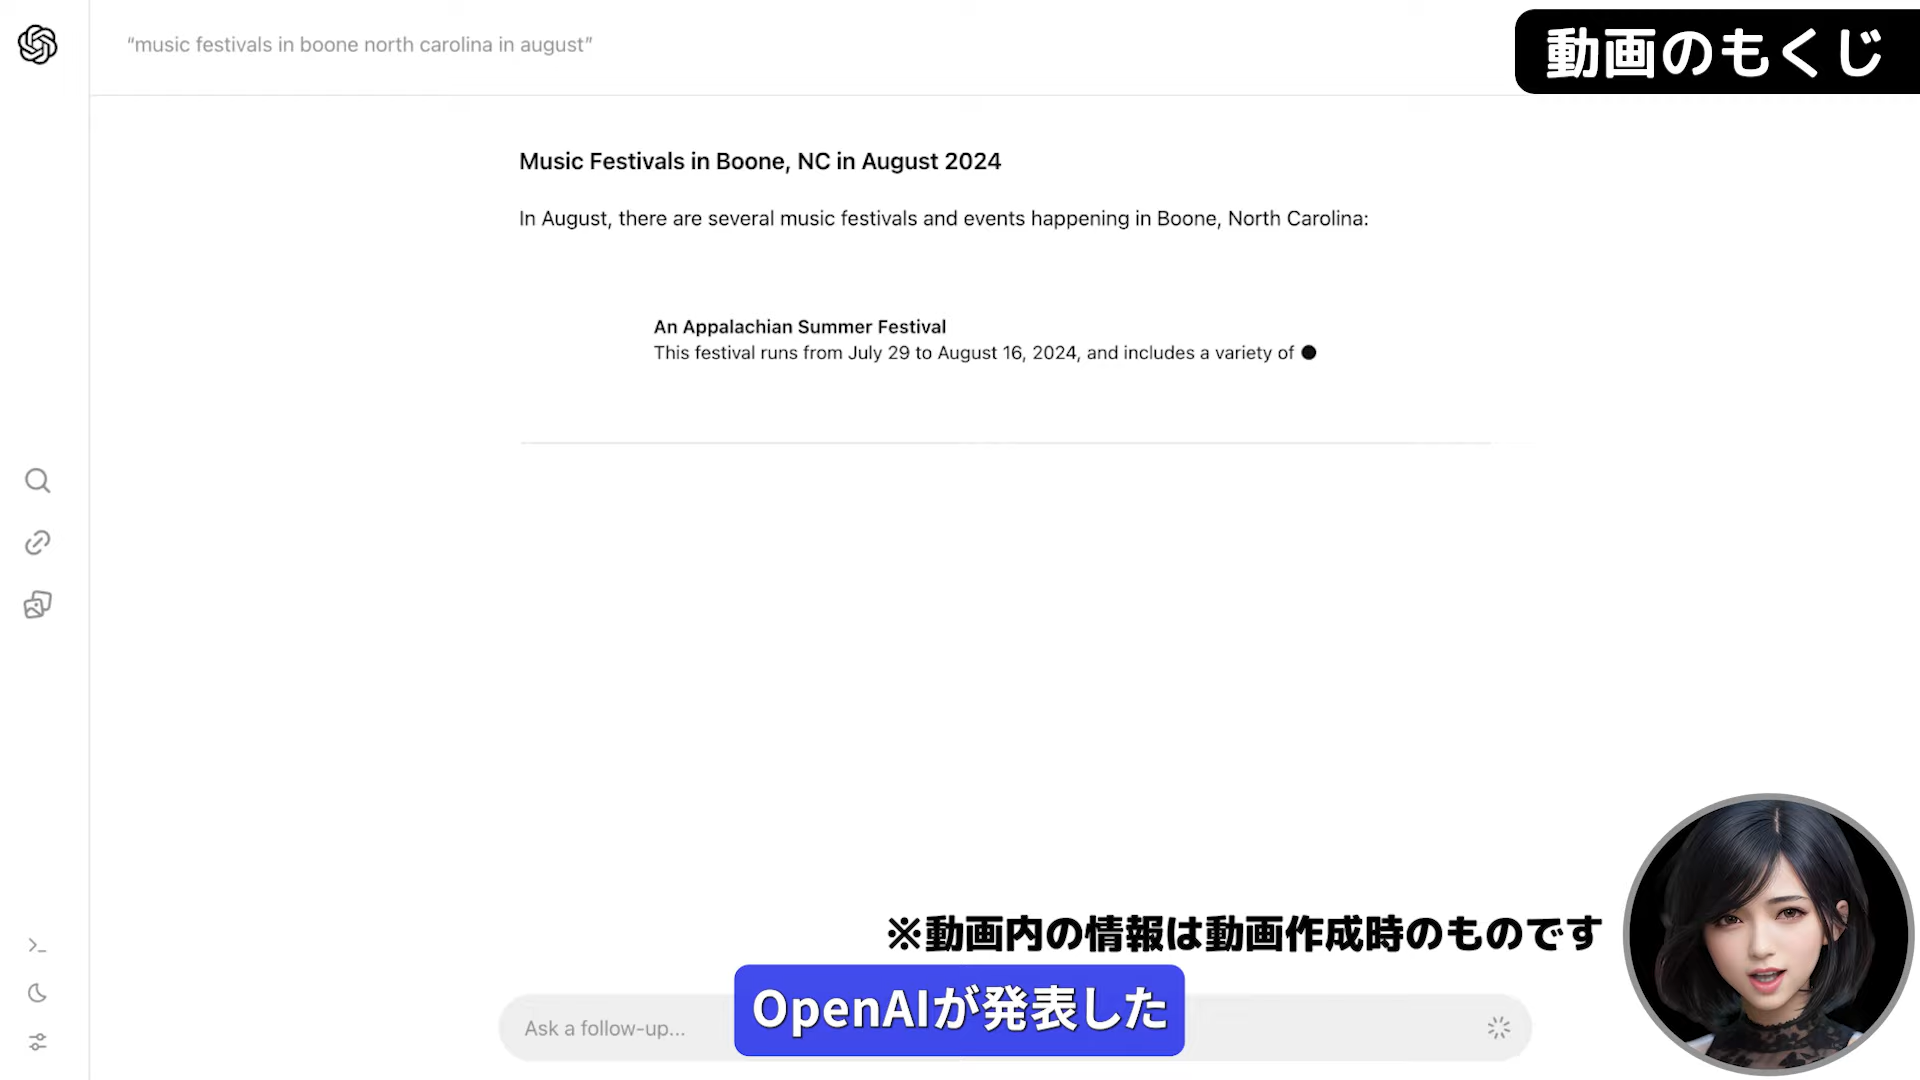 “music festivals in boone north carolina in august”
動画のもくじ
Music Festivals in Boone, NC in August 2024
In August, there are several music festivals and events happening in Boone, North Carolina:
An Appalachian Summer Festival
This festival runs from July 29 to August 16, 2024, and includes a variety of
※動画内の情報は動画作成時のものです
Ask a follow-up...
OpenAIが発表した